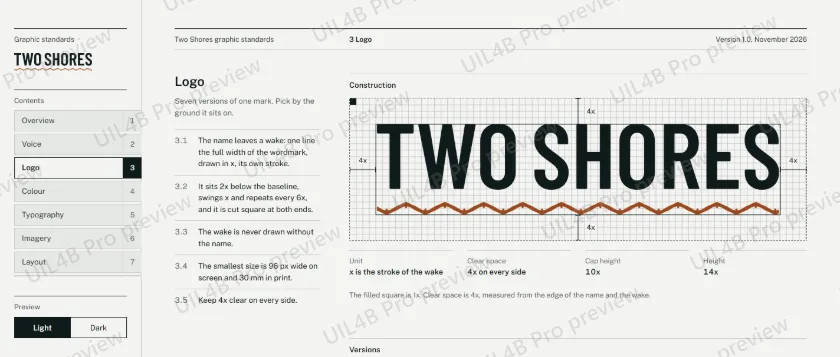 Graphic standards
TWO SHORES
Contents
Overview 1
Voice 2
Logo 3
Colour 4
Typography 5
Imagery 6
Layout 7
Preview
Light Dark
Two Shores graphic standards
3 Logo
Version 1.0, November 2026
Logo
Seven versions of one mark. Pick by the
ground it sits on.
3.1 The name leaves a wake: one line
the full width of the wordmark,
drawn in x, its own stroke.
3.2 It sits 2x below the baseline,
swings x and repeats every 6x,
and it is cut square at both ends.
3.3 The wake is never drawn without
the name.
3.4 The smallest size is 96 px wide on
screen and 30 mm in print.
3.5 Keep 4x clear on every side.
Construction
4x
4x
TWO SHORES
4x
4x
Unit
x is the stroke of the wake
Clear space
4x on every side
Cap height
10x
Height
14x
The filled square is 1x. Clear space is 4x, measured from the edge of the name and the wake.
Versions
UIL4B Pro preview